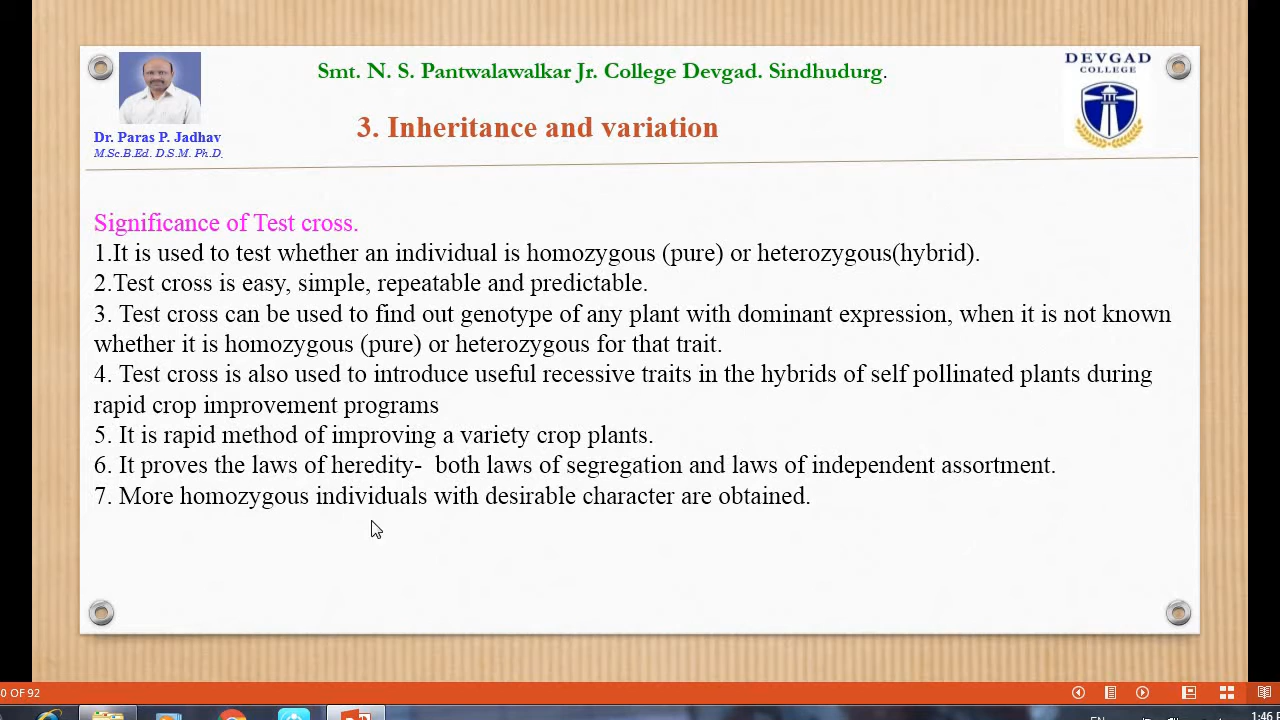 Smt. N. S. Pantwalawalkar Jr. College Devgad. Sindhudurg.
DEVGAD
COLLEGE
3. Inheritance and variation
Dr. Paras P. Jadhav
M.Sc.B.Ed. D.S.M. Ph.D.
Significance of Test cross.
1.It is used to test whether an individual is homozygous (pure) or heterozygous(hybrid).
2.Test cross is easy, simple, repeatable and predictable.
3. Test cross can be used to find out genotype of any plant with dominant expression, when it is not known
whether it is homozygous (pure) or heterozygous for that trait.
4. Test cross is also used to introduce useful recessive traits in the hybrids of self pollinated plants during
rapid crop improvement programs
5. It is rapid method of improving a variety crop plants.
6. It proves the laws of heredity-  both laws of segregation and laws of independent assortment.
7. More homozygous individuals with desirable character are obtained.
0 OF 92
EN
1:46